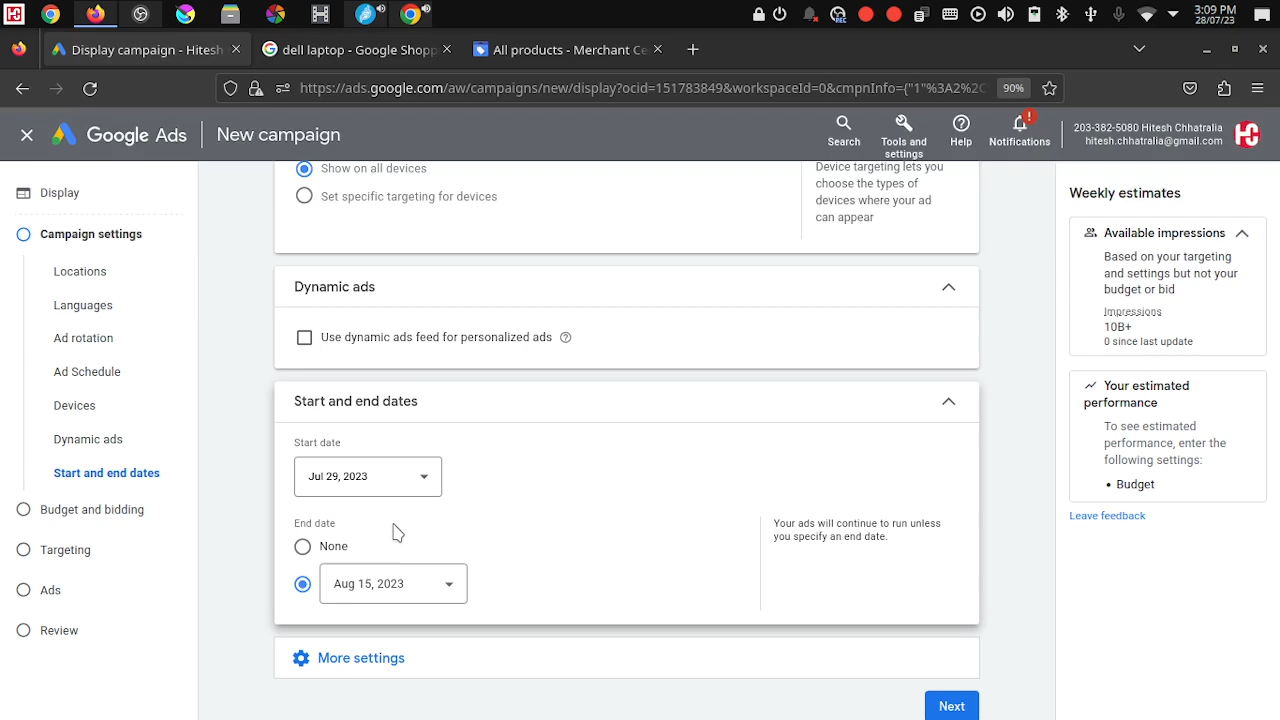 3:09 PM
28/07/23
Display campaign - Hitesh
dell laptop - Google Shopp
All products - Merchant Ce
https://ads.google.com/aw/campaigns/new/display?ocid=151783849&workspaceId=0&cmpnInfo={"1"%3A2%2C
90%
Google Ads
New campaign
Search
Tools and
settings
Help
Notifications
203-382-5080 Hitesh Chhatralia
hitesh.chhatralia@gmail.com
Display
Campaign settings
Locations
Languages
Ad rotation
Ad Schedule
Devices
Dynamic ads
Start and end dates
Budget and bidding
Targeting
Ads
Review
Show on all devices
Set specific targeting for devices
Device targeting lets you
choose the types of
devices where your ad
can appear
Dynamic ads
Use dynamic ads feed for personalized ads
Start and end dates
Start date
Jul 29, 2023
End date
None
Aug 15, 2023
Your ads will continue to run unless
you specify an end date.
More settings
Next
Weekly estimates
Available impressions
Based on your targeting
and settings but not your
budget or bid
Impressions
10B+
0 since last update
Your estimated
performance
To see estimated
performance, enter the
following settings:
• Budget
Leave feedback